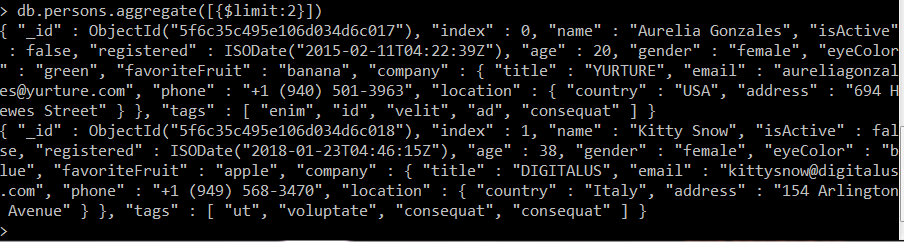 > db.persons.aggregate([{$limit:2}])
{ "_id" : ObjectId("5f6c35c495e106d034d6c017"), "index" : 0, "name" : "Aurelia Gonzales", "isActive"
 : false, "registered" : ISODate("2015-02-11T04:22:39Z"), "age" : 20, "gender" : "female", "eyeColor
" : "green", "favoriteFruit" : "banana", "company" : { "title" : "YURTURE", "email" : "aureliagonzal
es@yurture.com", "phone" : "+1 (940) 501-3963", "location" : { "country" : "USA", "address" : "694 H
ewes Street" } }, "tags" : [ "enim", "id", "velit", "ad", "consequat" ] }
{ "_id" : ObjectId("5f6c35c495e106d034d6c018"), "index" : 1, "name" : "Kitty Snow", "isActive" : fal
se, "registered" : ISODate("2018-01-23T04:46:15Z"), "age" : 38, "gender" : "female", "eyeColor" : "b
lue", "favoriteFruit" : "apple", "company" : { "title" : "DIGITALUS", "email" : "kittysnow@digitalus
.com", "phone" : "+1 (949) 568-3470", "location" : { "country" : "Italy", "address" : "154 Arlington
 Avenue" } }, "tags" : [ "ut", "voluptate", "consequat", "consequat" ] }
>